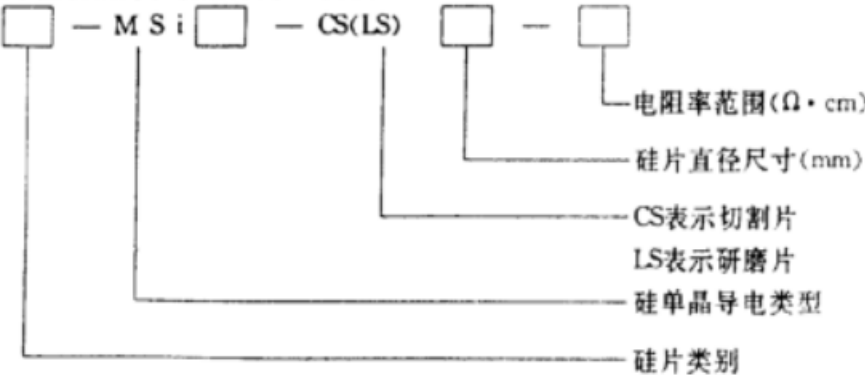 — M S i — CS(LS) —
电阻率范围(Ω·cm)
硅片直径尺寸(mm)
CS表示切割片
LS表示研磨片
硅单晶导电类型
硅片类别